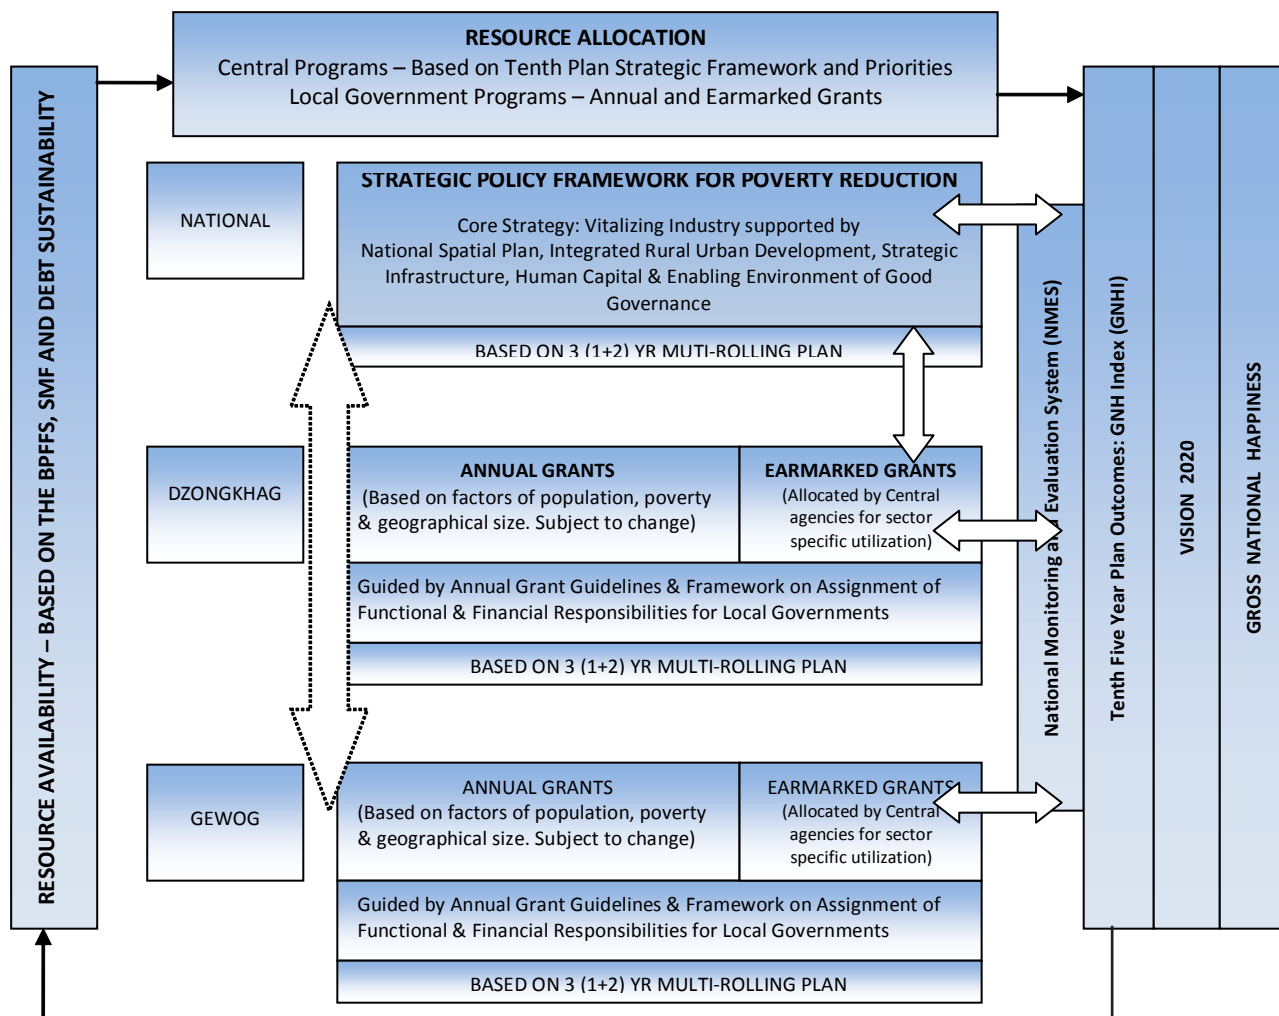 RESOURCE ALLOCATION
Central Programs – Based on Tenth Plan Strategic Framework and Priorities
Local Government Programs – Annual and Earmarked Grants
RESOURCE AVAILABILITY – BASED ON THE BPFFS, SMF AND DEBT SUSTAINABILITY
NATIONAL
STRATEGIC POLICY FRAMEWORK FOR POVERTY REDUCTION
Core Strategy: Vitalizing Industry supported by
National Spatial Plan, Integrated Rural Urban Development, Strategic
Infrastructure, Human Capital & Enabling Environment of Good
Governance
BASED ON 3 (1+2) YR MUTI-ROLLING PLAN
DZONGKHAG
ANNUAL GRANTS
(Based on factors of population, poverty
& geographical size. Subject to change)
EARMARKED GRANTS
(Allocated by Central
agencies for sector
specific utilization)
Guided by Annual Grant Guidelines & Framework on Assignment of
Functional & Financial Responsibilities for Local Governments
BASED ON 3 (1+2) YR MULTI-ROLLING PLAN
GEWOG
ANNUAL GRANTS
(Based on factors of population, poverty
& geographical size. Subject to change)
EARMARKED GRANTS
(Allocated by Central
agencies for sector
specific utilization)
Guided by Annual Grant Guidelines & Framework on Assignment of
Functional & Financial Responsibilities for Local Governments
BASED ON 3 (1+2) YR MULTI-ROLLING PLAN
National Monitoring and Evaluation System (NMES)
Tenth Five Year Plan Outcomes: GNH Index (GNHI)
VISION 2020
GROSS NATIONAL HAPPINESS